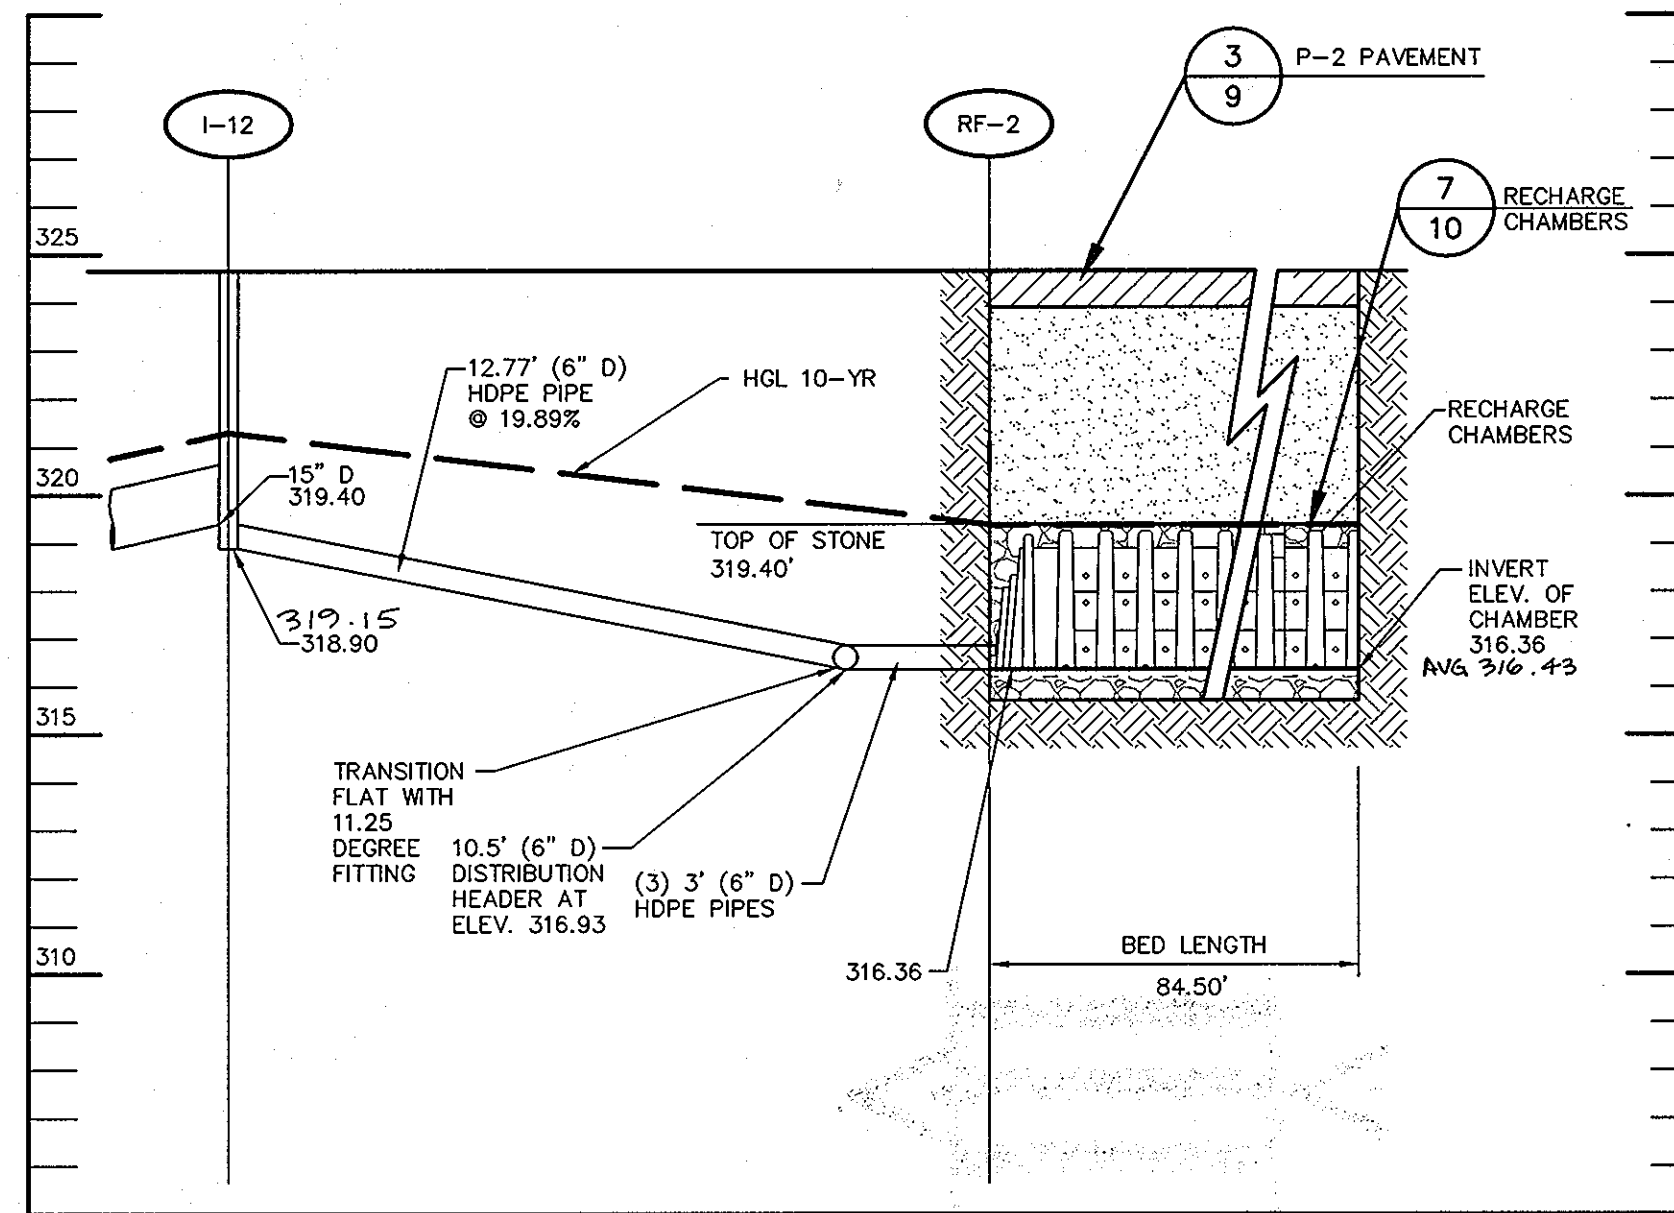 3
9
P-2 PAVEMENT
I-12
RF-2
7
10
RECHARGE
CHAMBERS
325
12.77' (6" D)
HDPE PIPE
@ 19.89%
HGL 10-YR
RECHARGE
CHAMBERS
320
15" D
319.40
TOP OF STONE
319.40'
INVERT
ELEV. OF
CHAMBER
316.36
AVG 316.43
319.15
318.90
315
TRANSITION
FLAT WITH
11.25
DEGREE
FITTING
10.5' (6" D)
DISTRIBUTION
HEADER AT
ELEV. 316.93
(3) 3' (6" D)
HDPE PIPES
310
316.36
BED LENGTH
84.50'